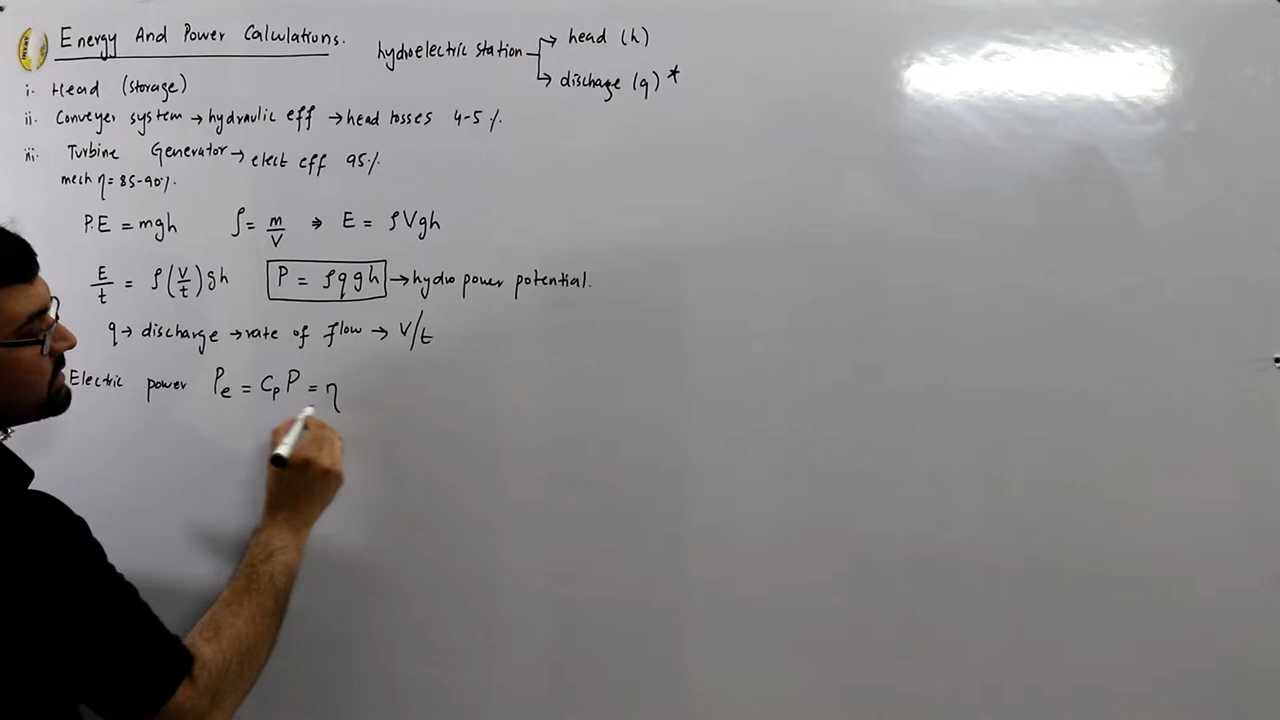 Energy And Power Calculations.
hydroelectric station → head (h)
→ discharge (q) *
i. Head (storage)
ii. Conveyer system → hydraulic eff → head losses 4-5 %.
iii. Turbine Generator → elect eff 95%.
mech η = 85-90%.
P.E = mgh ρ = m/V ⇒ E = ρVgh
E/t = ρ(V/t)gh P = ρqgh → hydro power potential.
q → discharge → rate of flow → V/t
Electric power Pe = CpP = η